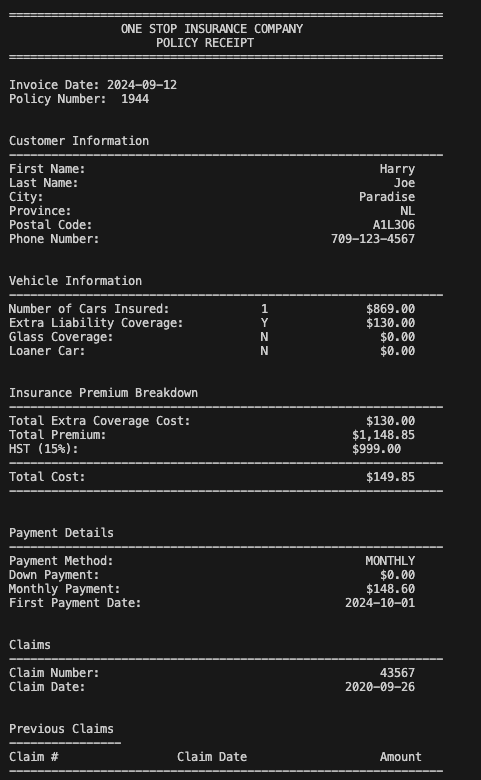 ONE STOP INSURANCE COMPANY
POLICY RECEIPT
Invoice Date: 2024-09-12
Policy Number: 1944
Customer Information
First Name: Harry
Last Name: Joe
City: Paradise
Province: NL
Postal Code: A1L3O6
Phone Number: 709-123-4567
Vehicle Information
Number of Cars Insured: 1 $869.00
Extra Liability Coverage: Y $130.00
Glass Coverage: N $0.00
Loaner Car: N $0.00
Insurance Premium Breakdown
Total Extra Coverage Cost: $130.00
Total Premium: $1,148.85
HST (15%): $999.00
Total Cost: $149.85
Payment Details
Payment Method: MONTHLY
Down Payment: $0.00
Monthly Payment: $148.60
First Payment Date: 2024-10-01
Claims
Claim Number: 43567
Claim Date: 2020-09-26
Previous Claims
Claim # Claim Date Amount